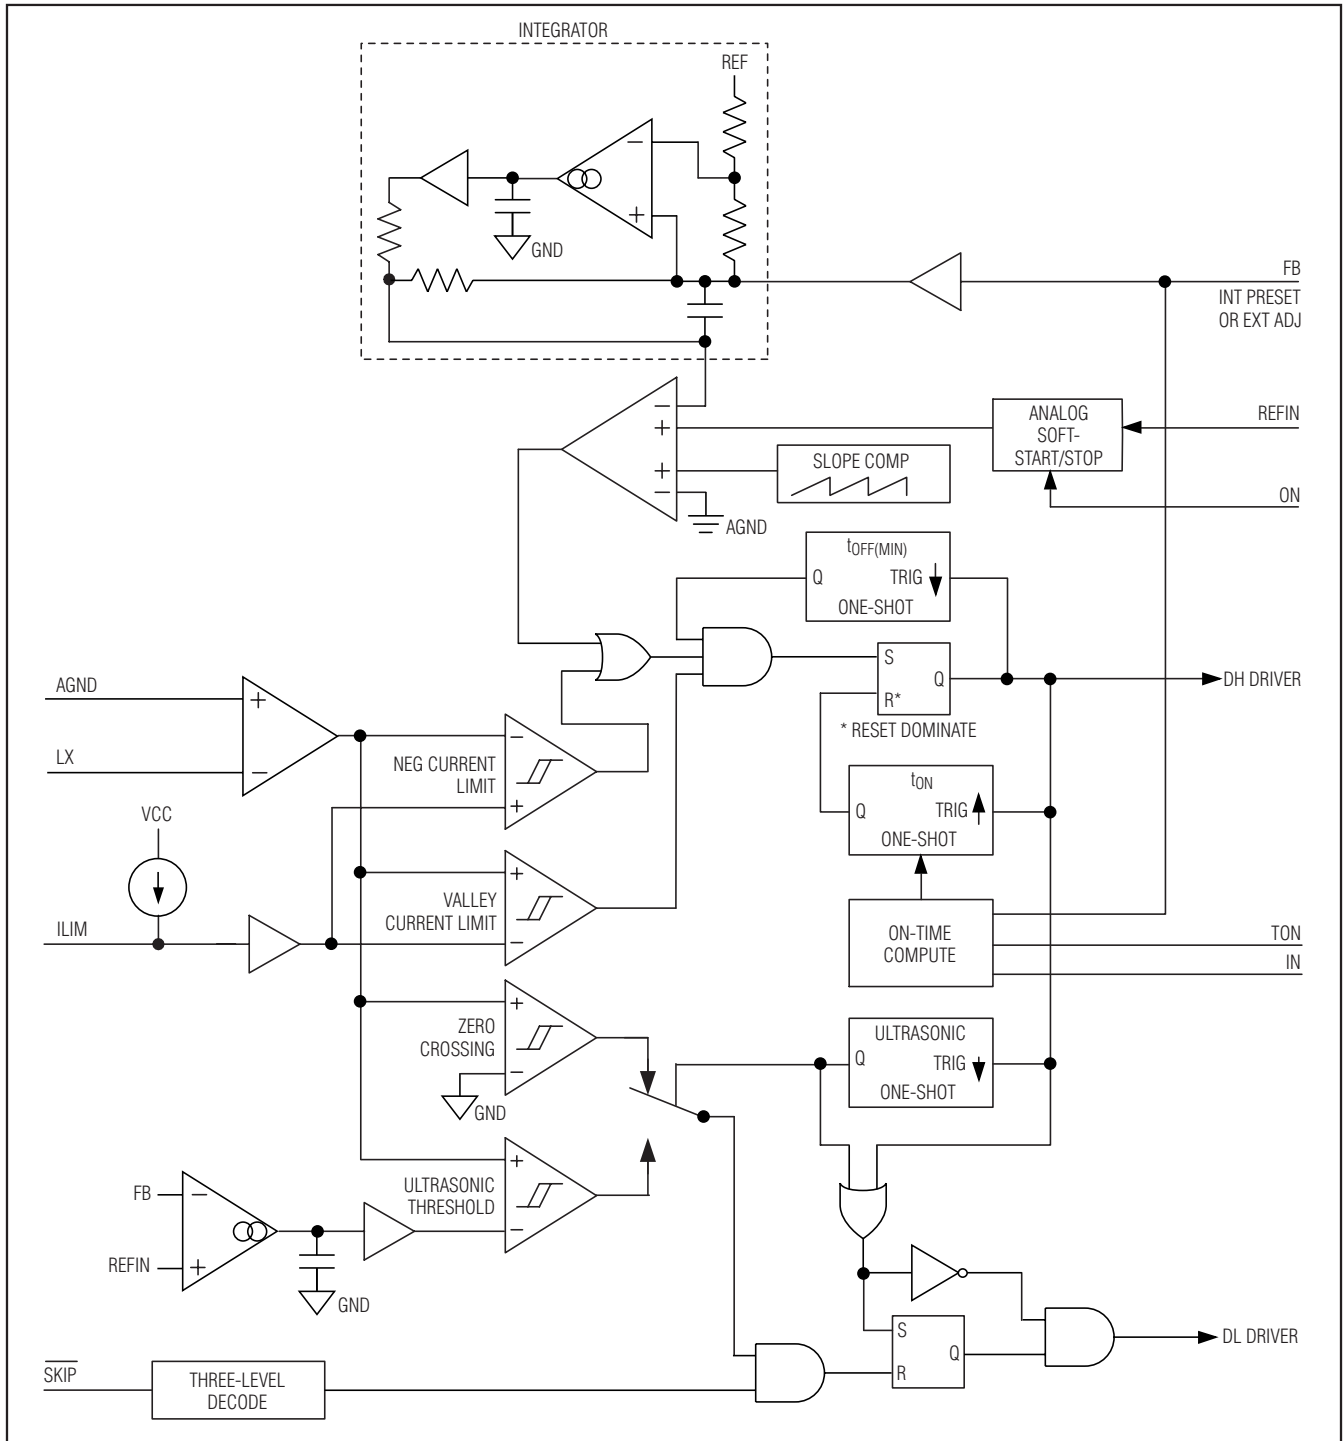 INTEGRATOR
REF
−
+
GND
FB
INT PRESET
OR EXT ADJ
−
+
+
−
AGND
ANALOG
SOFT-
START/STOP
REFIN
ON
SLOPE COMP
tOFF(MIN)
Q TRIG
ONE-SHOT
S
Q
R*
* RESET DOMINATE
DH DRIVER
AGND
+
LX
−
−
NEG CURRENT
LIMIT
+
tON
Q TRIG
ONE-SHOT
VCC
ILIM
+
VALLEY
CURRENT LIMIT
−
ON-TIME
COMPUTE
TON
IN
+
ZERO
CROSSING
−
GND
ULTRASONIC
Q TRIG
ONE-SHOT
+
ULTRASONIC
THRESHOLD
−
FB −
REFIN +
GND
S
Q
R
DL DRIVER
SKIP
THREE-LEVEL
DECODE